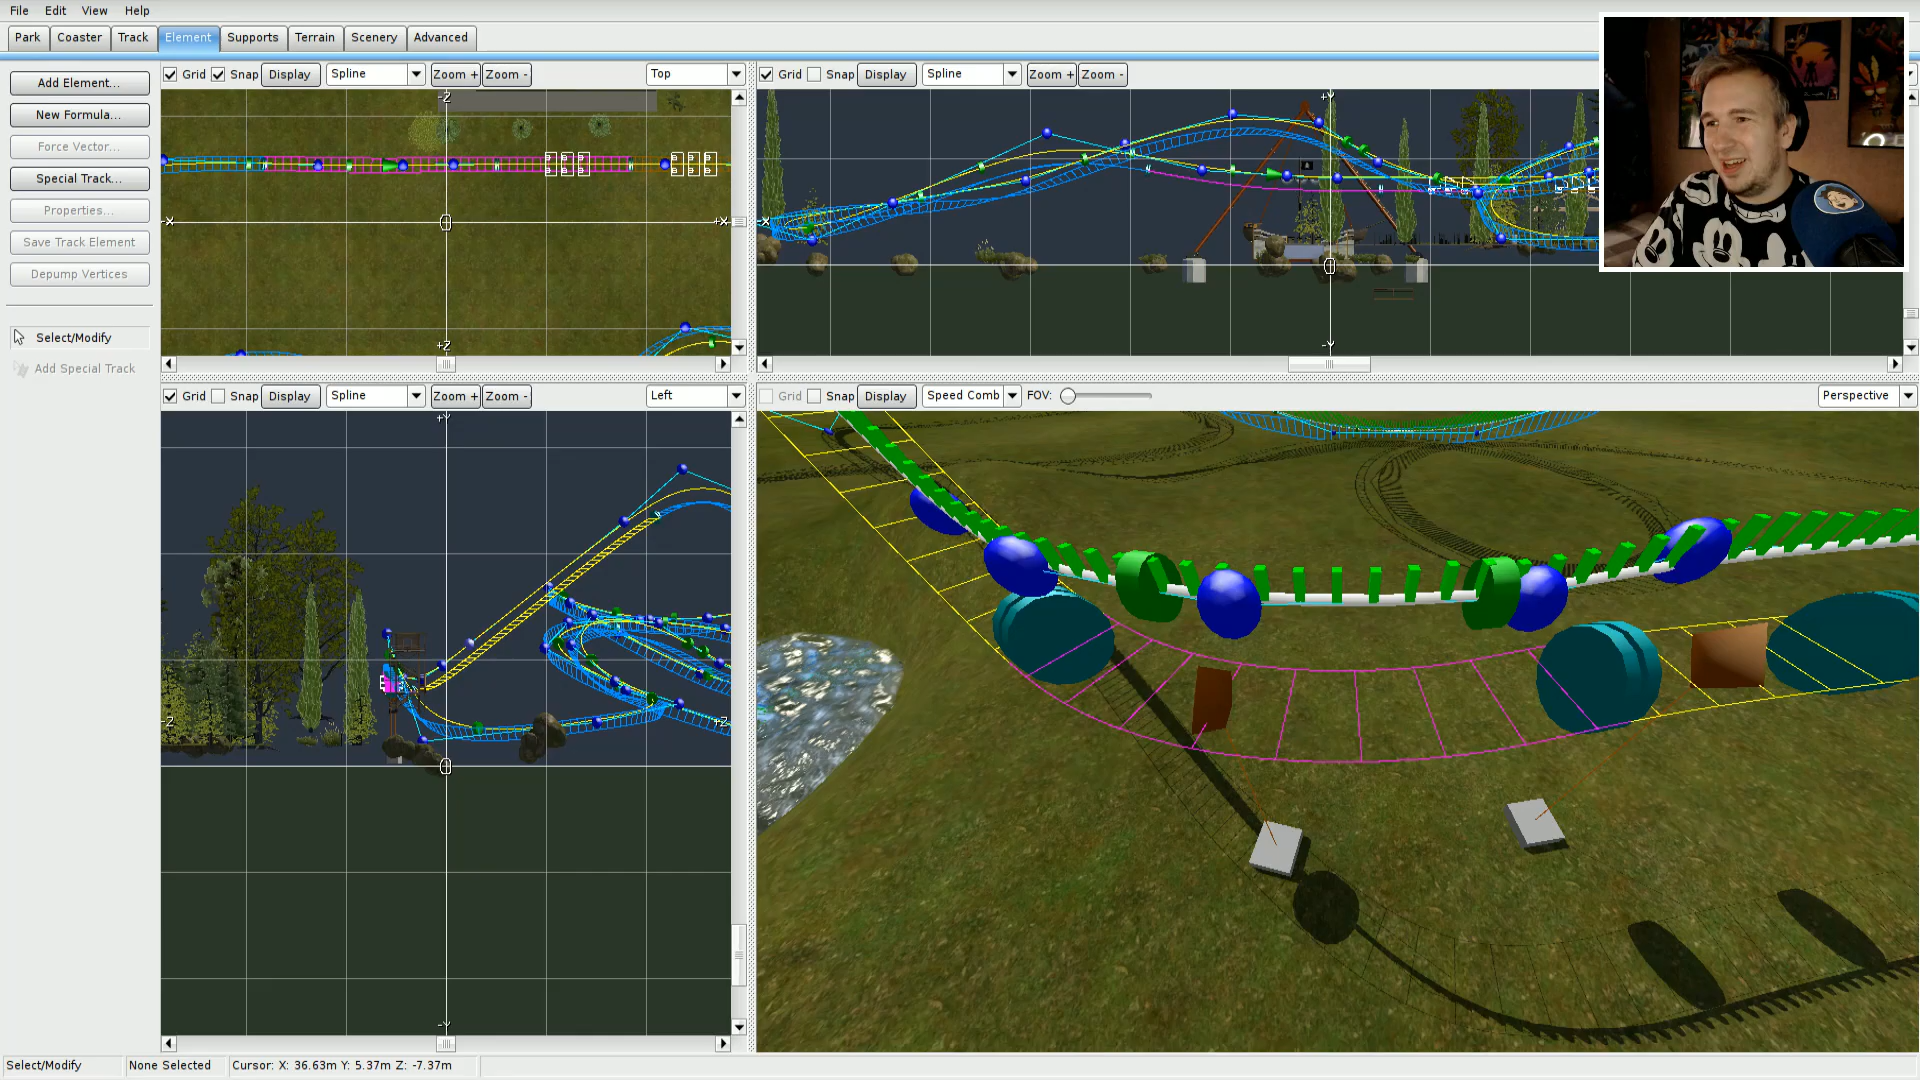 File Edit View Help
Park Coaster Track Element Supports Terrain Scenery Advanced
Add Element...
New Formula...
Force Vector...
Special Track...
Properties...
Save Track Element
Depump Vertices
Select/Modify
Add Special Track
Grid Snap Display Spline Zoom + Zoom - Top
-Z
-X +X
+Z
Grid Snap Display Spline Zoom + Zoom -
+Y
-X
-Y
Grid Snap Display Spline Zoom + Zoom - Left
+Y
-Z +Z
-Y
Grid Snap Display Speed Comb FOV: Perspective
Select/Modify None Selected Cursor: X: 36.63m Y: 5.37m Z: -7.37m